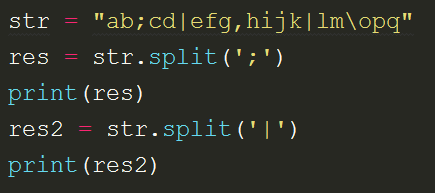 str = "ab;cd|efg,hijk|lm\opq"
res = str.split(';')
print(res)
res2 = str.split('|')
print(res2)